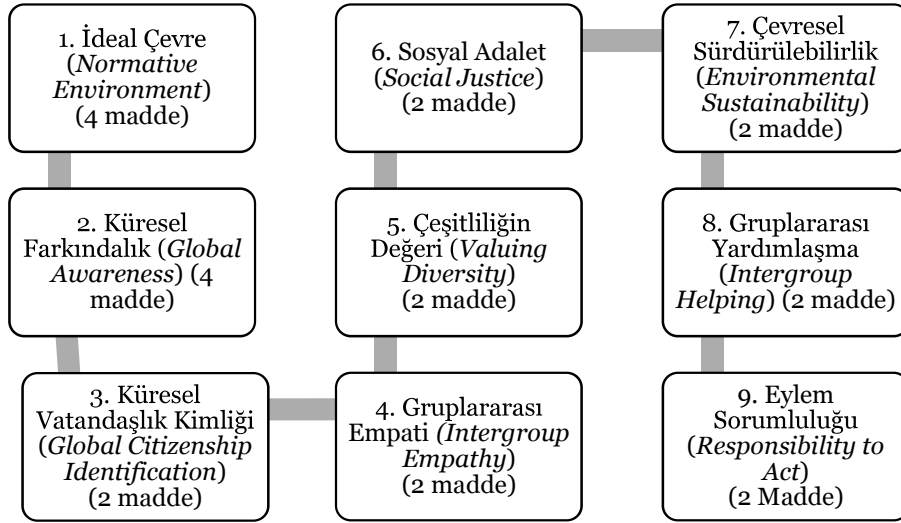 1. İdeal Çevre
(Normative
Environment)
(4 madde)
2. Küresel
Farkındalık (Global
Awareness) (4
madde)
3. Küresel
Vatandaşlık Kimliği
(Global Citizenship
Identification)
(2 madde)
4. Gruplararası
Empati (Intergroup
Empathy)
(2 madde)
5. Çeşitliliğin
Değeri (Valuing
Diversity)
(2 madde)
6. Sosyal Adalet
(Social Justice)
(2 madde)
7. Çevresel
Sürdürülebilirlik
(Environmental
Sustainability)
(2 madde)
8. Gruplararası
Yardımlaşma
(Intergroup
Helping) (2 madde)
9. Eylem
Sorumluluğu
(Responsibility to
Act)
(2 Madde)